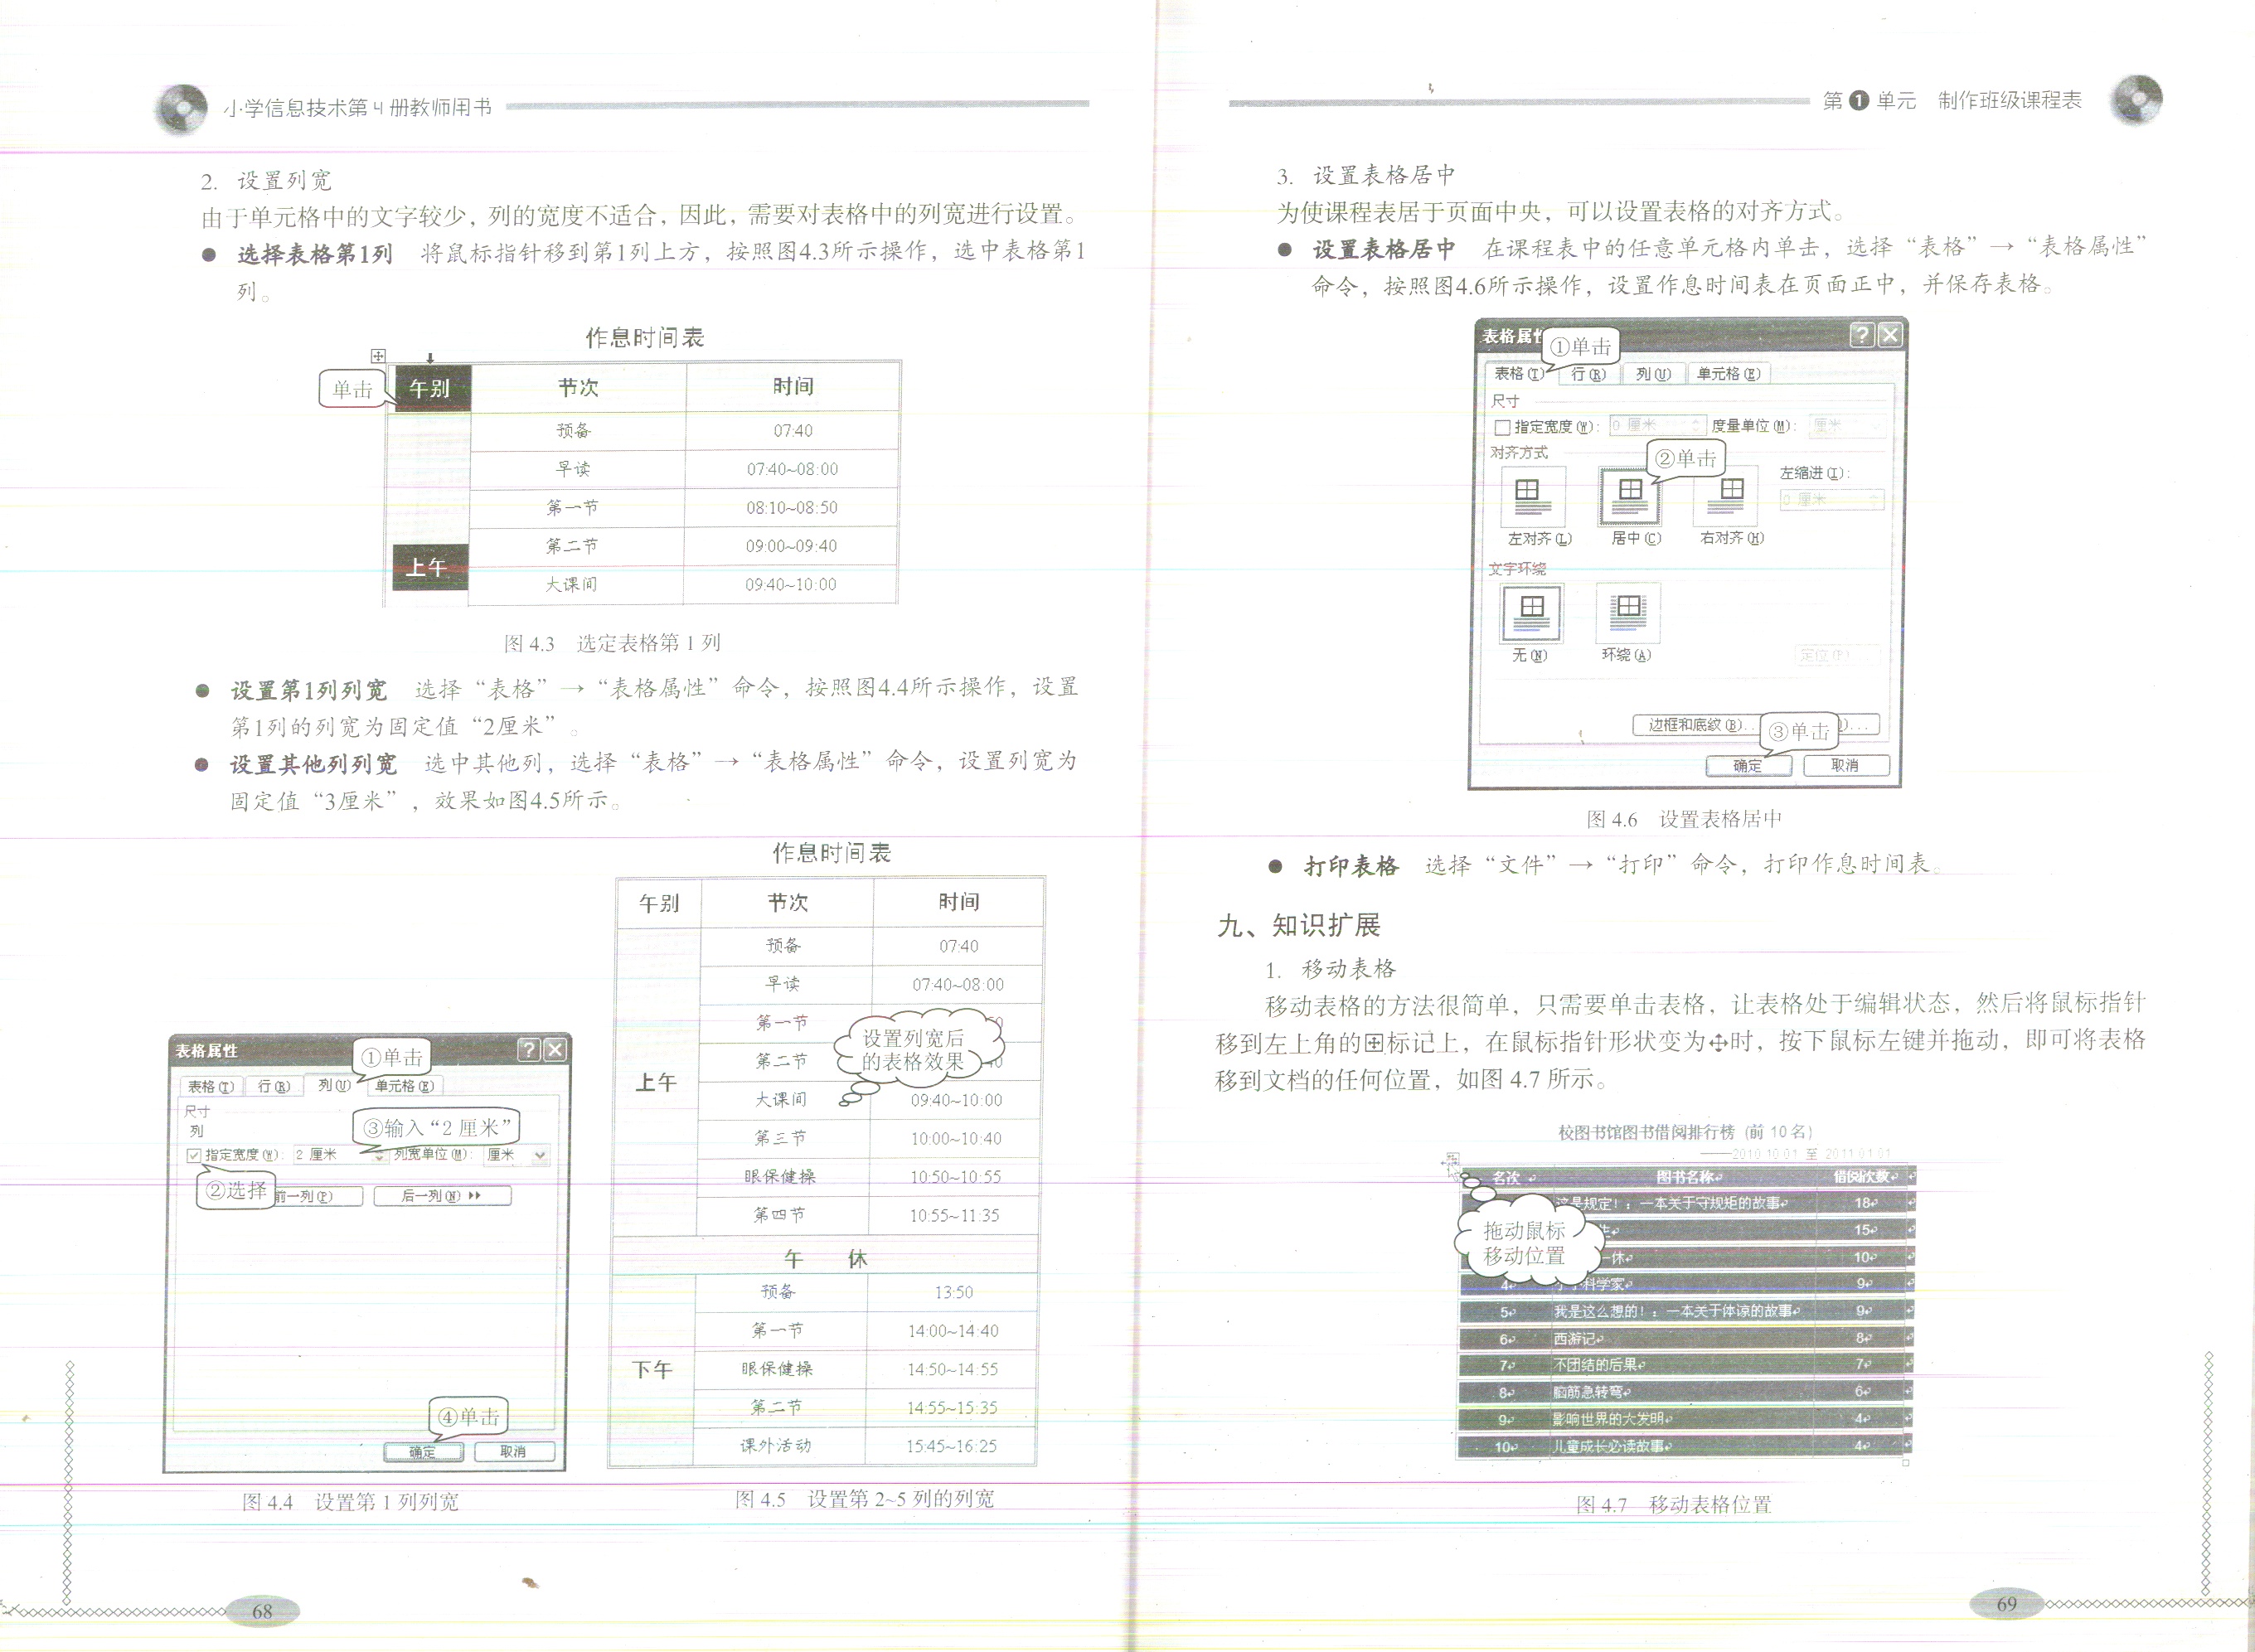 小学信息技术第4册教师用书
2. 设置列宽
由于单元格中的文字较少，列的宽度不适合，因此，需要对表格中的列宽进行设置。
● 选择表格第1列 将鼠标指针移到第1列上方，按照图4.3所示操作，选中表格第1
列。
作息时间表
单击
午别 节次 时间
预备 07:40
早读 07:40~08:00
第一节 08:10~08:50
第二节 09:00~09:40
上午 大课间 09:40~10:00
图 4.3 选定表格第 1 列
● 设置第1列列宽 选择“表格”→“表格属性”命令，按照图4.4所示操作，设置
第1列的列宽为固定值“2厘米”。
● 设置其他列列宽 选中其他列，选择“表格”→“表格属性”命令，设置列宽为
固定值“3厘米”，效果如图4.5所示。
表格属性
①单击
表格(T) 行(R) 列(U) 单元格(E)
尺寸
列
③输入“2 厘米”
指定宽度(W): 2 厘米 列宽单位(M): 厘米
②选择
前一列(P) 后一列(N)
④单击
确定 取消
图 4.4 设置第 1 列列宽
作息时间表
午别 节次 时间
预备 07:40
早读 07:40~08:00
第一节
设置列宽后
的表格效果
第二节
上午
大课间 09:40~10:00
第三节 10:00~10:40
眼保健操 10:50~10:55
第四节 10:55~11:35
午 休
预备 13:50
第一节 14:00~14:40
下午 眼保健操 14:50~14:55
第二节 14:55~15:35
课外活动 15:45~16:25
图 4.5 设置第 2~5 列的列宽
68
第1单元 制作班级课程表
3. 设置表格居中
为使课程表居于页面中央，可以设置表格的对齐方式。
● 设置表格居中 在课程表中的任意单元格内单击，选择“表格”→“表格属性”
命令，按照图4.6所示操作，设置作息时间表在页面正中，并保存表格。
表格属
①单击
表格(T) 行(R) 列(U) 单元格(E)
尺寸
指定宽度(W): 0 厘米 度量单位(M): 厘米
对齐方式
②单击
左缩进(I):
0 厘米
左对齐(L) 居中(C) 右对齐(H)
文字环绕
无(N) 环绕(A) 定位(P)...
边框和底纹(B)...
③单击
确定 取消
图 4.6 设置表格居中
● 打印表格 选择“文件”→“打印”命令，打印作息时间表。
九、知识扩展
1. 移动表格
移动表格的方法很简单，只需要单击表格，让表格处于编辑状态，然后将鼠标指针
移到左上角的标记上，在鼠标指针形状变为时，按下鼠标左键并拖动，即可将表格
移到文档的任何位置，如图 4.7 所示。
校图书馆图书借阅排行榜 (前 10 名)
——2010 10 01 至 2011 01 01
名次 图书名称 借阅次数
这是规定！：一本关于守规矩的故事 18
15
一休 10
拖动鼠标
移动位置
4 科学家 9
5 我是这么想的！：一本关于体谅的故事 9
6 西游记 8
7 不团结的后果 7
8 脑筋急转弯 6
9 影响世界的大发明 4
10 儿童成长必读故事 4
图 4.7 移动表格位置
69